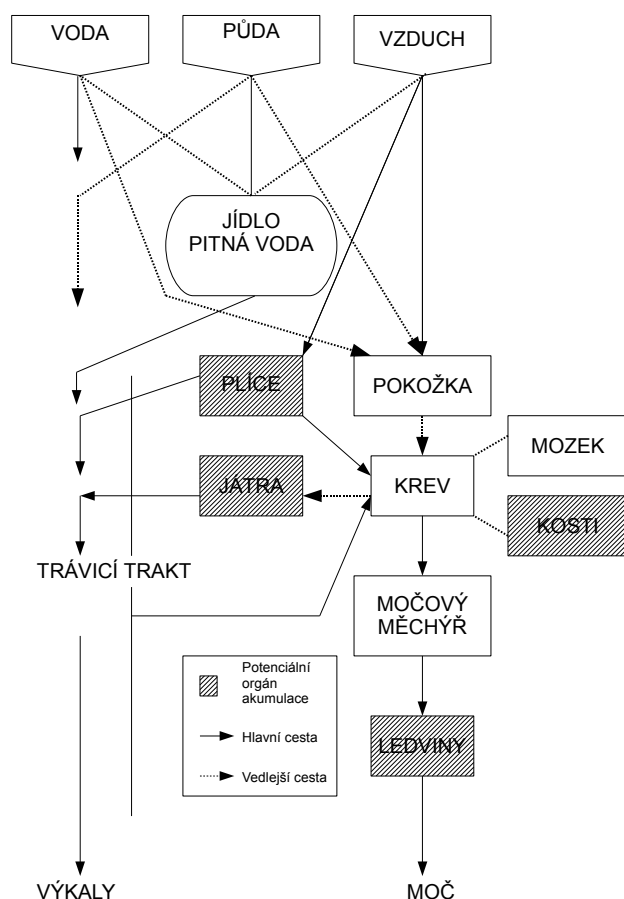 VODA
PŮDA
VZDUCH
JÍDLO
PITNÁ VODA
PLÍCE
POKOŽKA
MOZEK
JÁTRA
KREV
KOSTI
TRÁVICÍ TRAKT
MOČOVÝ
MĚCHÝŘ
Potenciální
orgán
akumulace
Hlavní cesta
Vedlejší cesta
LEDVINY
VÝKALY
MOČ